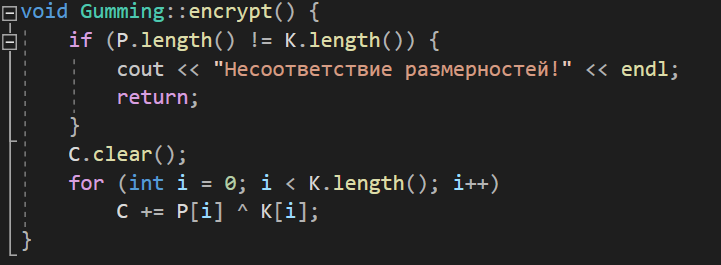 void Gumming::encrypt() {
    if (P.length() != K.length()) {
        cout << "Несоответствие размерностей!" << endl;
        return;
    }
    C.clear();
    for (int i = 0; i < K.length(); i++)
        C += P[i] ^ K[i];
}